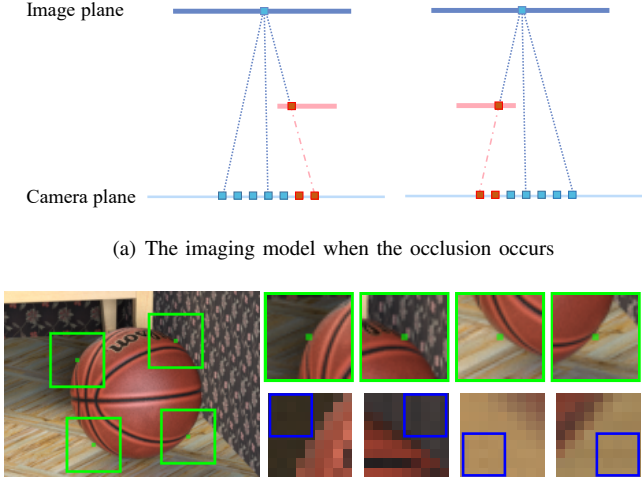 Image plane
Camera plane
(a) The imaging model when the occlusion occurs